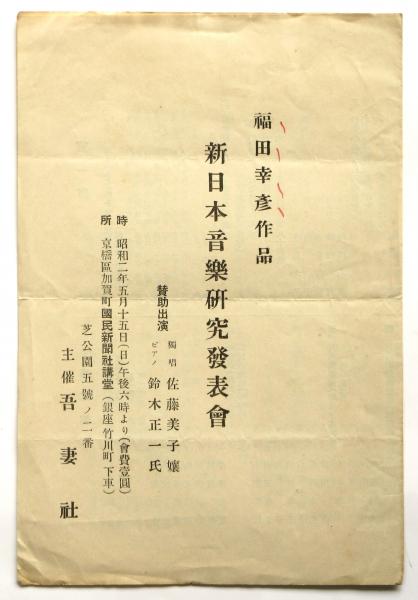 福田幸彥作品
新日本音樂硏究發表會
賛助出演
獨唱 佐藤美子孃
ピアノ 鈴木正一氏
時 昭和二年五月十五日(日)午後六時より(會費壹圓)
所 京橋區加賀町國民新聞社講堂(銀座竹川町下車)
芝公園五號ノ二一番
主催 吾妻社